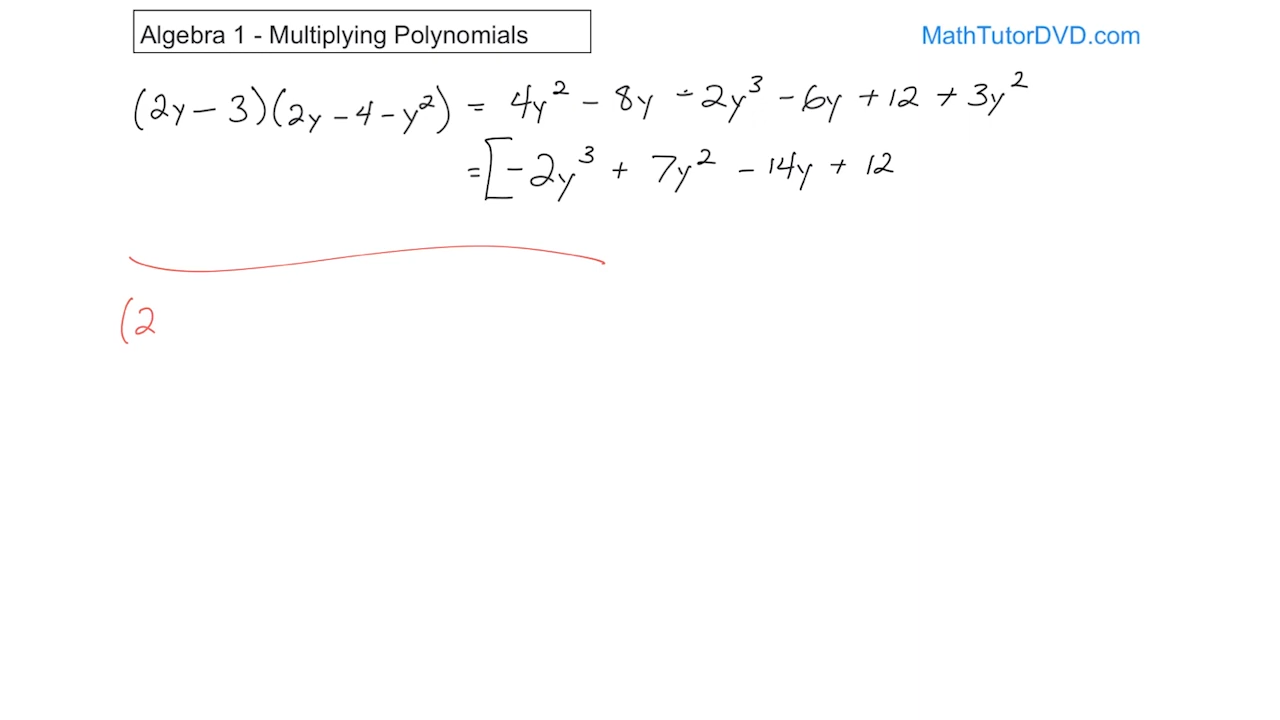 Algebra 1 - Multiplying Polynomials
MathTutorDVD.com
(2y - 3)(2y - 4 - y²) = 4y² - 8y - 2y³ - 6y + 12 + 3y²
= [-2y³ + 7y² - 14y + 12
(2